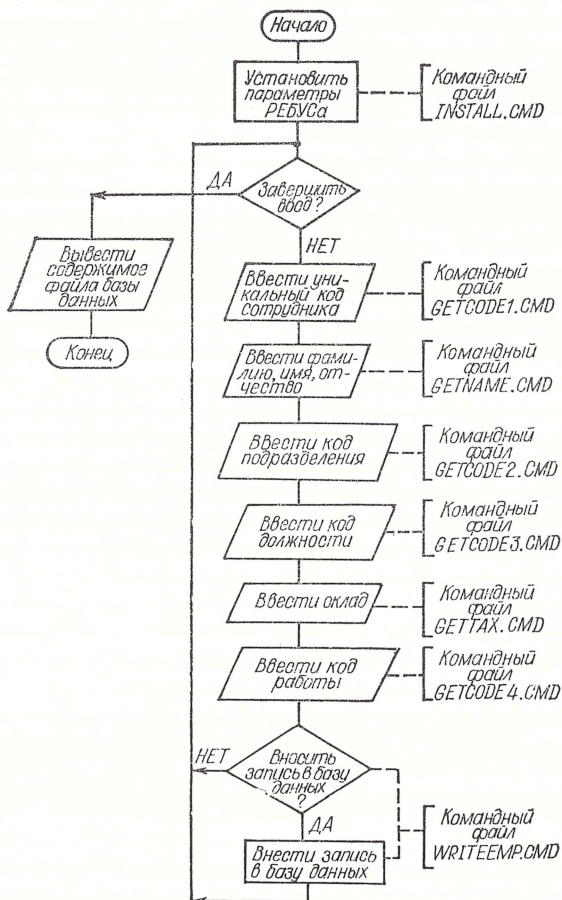 Начало
Установить
параметры
РЕБУСа
Командный
файл
INSTALL.CMD
ДА
Завершить
ввод?
НЕТ
Вывести
содержимое
файла базы
данных
Конец
Ввести уни-
кальный код
сотрудника
Командный
файл
GETCODE1.CMD
Ввести фами-
лию, имя, от-
чество
Командный
файл
GETNAME.CMD
Ввести код
подразделения
Командный
файл
GETCODE2.CMD
Ввести код
должности
Командный
файл
GETCODE3.CMD
Ввести оклад
Командный
файл
GETTAX.CMD
Ввести код
работы
Командный
файл
GETCODE4.CMD
НЕТ
Вносить
запись в базу
данных
?
ДА
Внести запись
в базу данных
Командный
файл
WRITEEMP.CMD